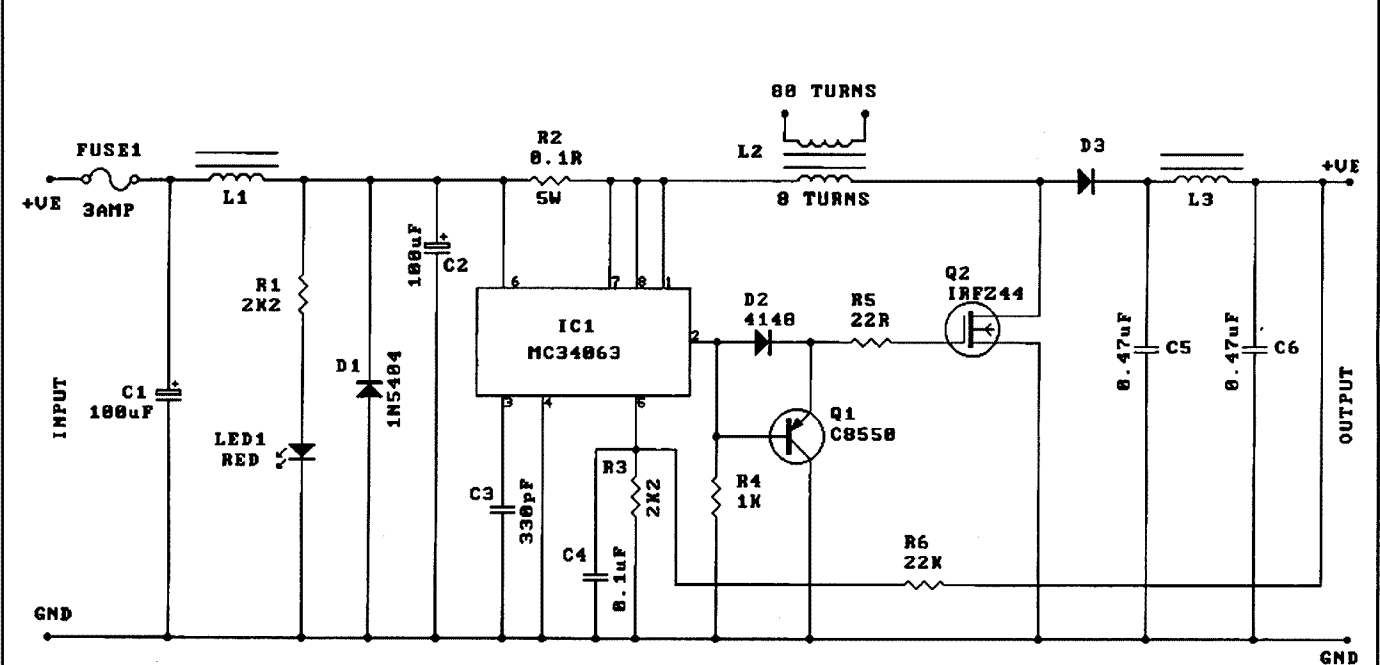 80 TURNS
FUSE1
R2
0.1R
5W
L2
8 TURNS
D3
+VE
3AMP
L1
L3
+VE
100uF
C2
R1
2K2
6
7
8
1
IC1
MC34063
2
3
4
5
D2
4148
R5
22R
Q2
IRFZ44
0.47uF
C5
0.47uF
C6
INPUT
C1
100uF
D1
1N5404
Q1
C8550
OUTPUT
LED1
RED
C3
330pF
R3
2K2
R4
1K
C4
0.1uF
R6
22K
GND
GND